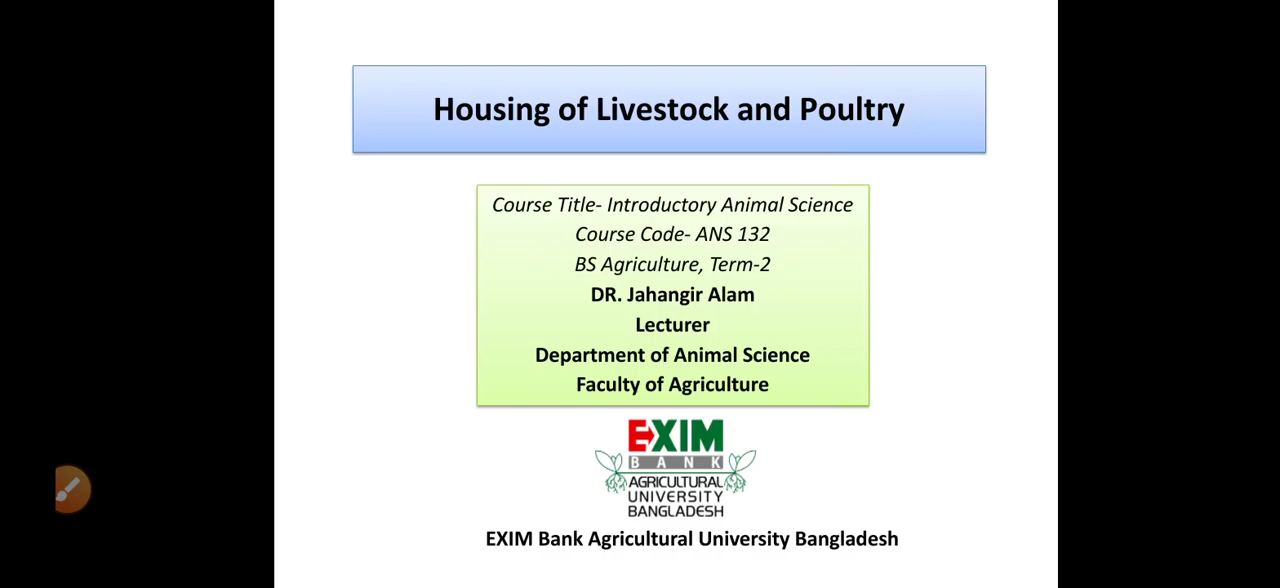 Housing of Livestock and Poultry
Course Title- Introductory Animal Science
Course Code- ANS 132
BS Agriculture, Term-2
DR. Jahangir Alam
Lecturer
Department of Animal Science
Faculty of Agriculture
EXIM
BANK
AGRICULTURAL
UNIVERSITY
BANGLADESH
EXIM Bank Agricultural University Bangladesh